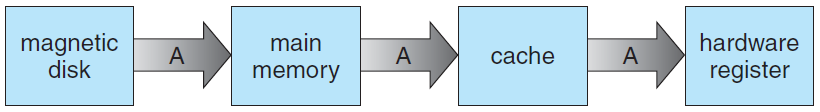 magnetic
disk
A
main
memory
A
cache
A
hardware
register